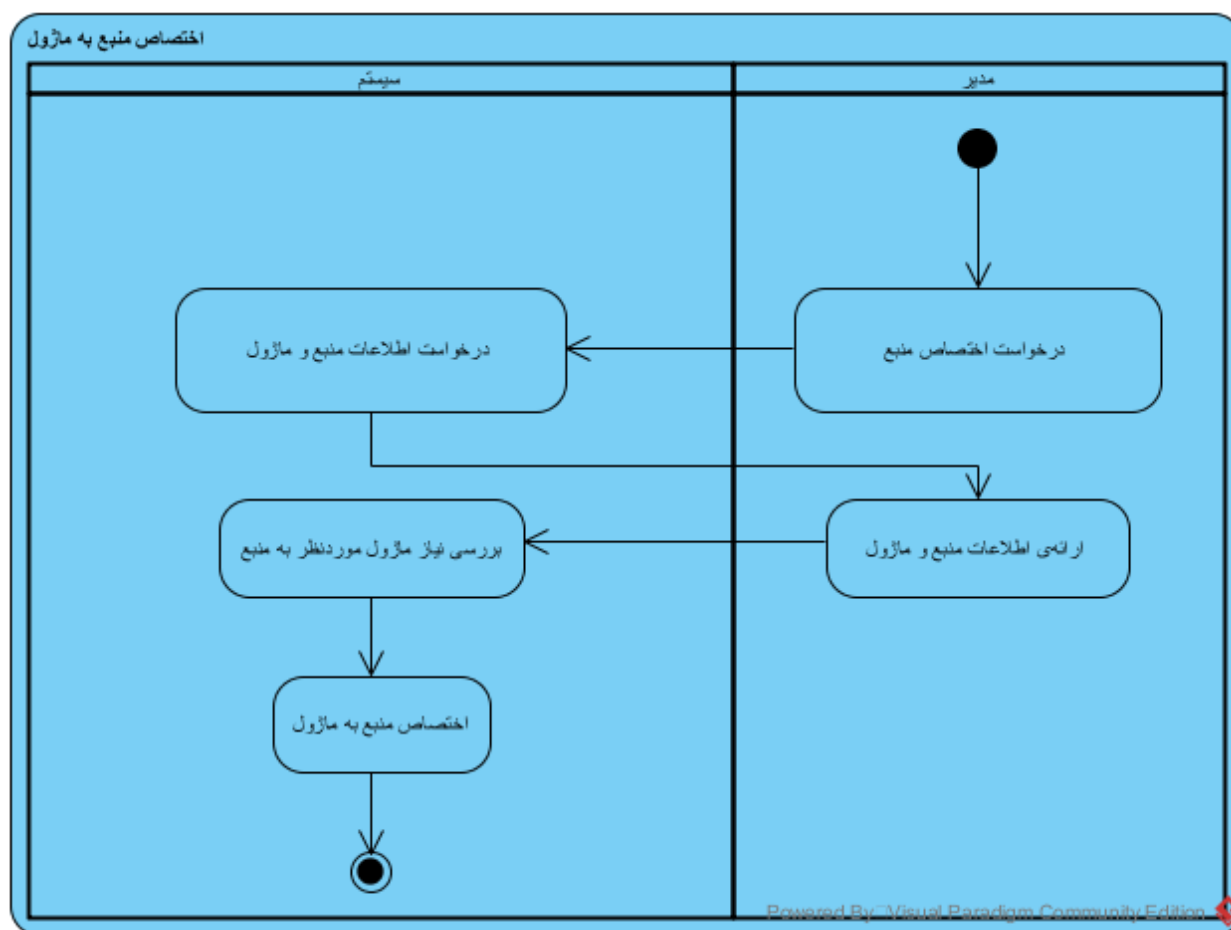 اختصاص منبع به ماژول
مدیر
سیستم
درخواست اختصاص منبع
درخواست اطلاعات منبع و ماژول
ارائه‌ی اطلاعات منبع و ماژول
بررسی نیاز ماژول موردنظر به منبع
اختصاص منبع به ماژول
Powered By Visual Paradigm Community Edition